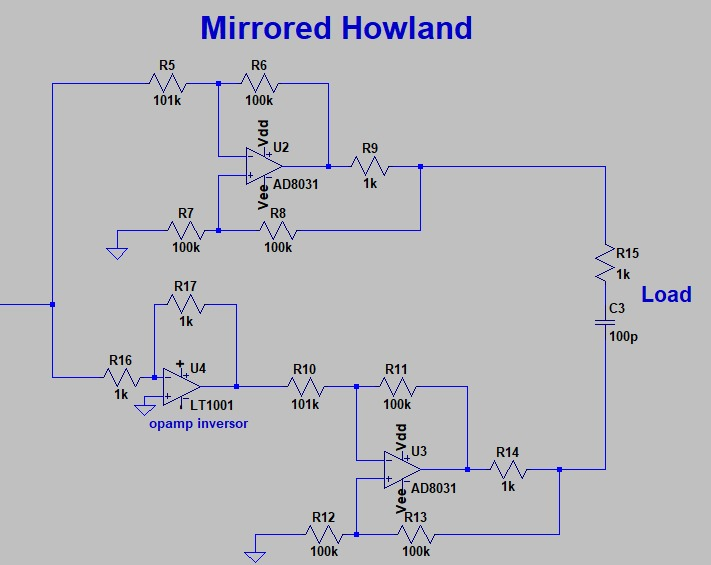 Mirrored Howland
R5
101k
R6
100k
Vdd
U2
AD8031
Vee
R9
1k
R7
100k
R8
100k
R15
1k
Load
C3
100p
R17
1k
R16
1k
U4
LT1001
opamp inversor
R10
101k
R11
100k
Vdd
U3
AD8031
Vee
R14
1k
R12
100k
R13
100k